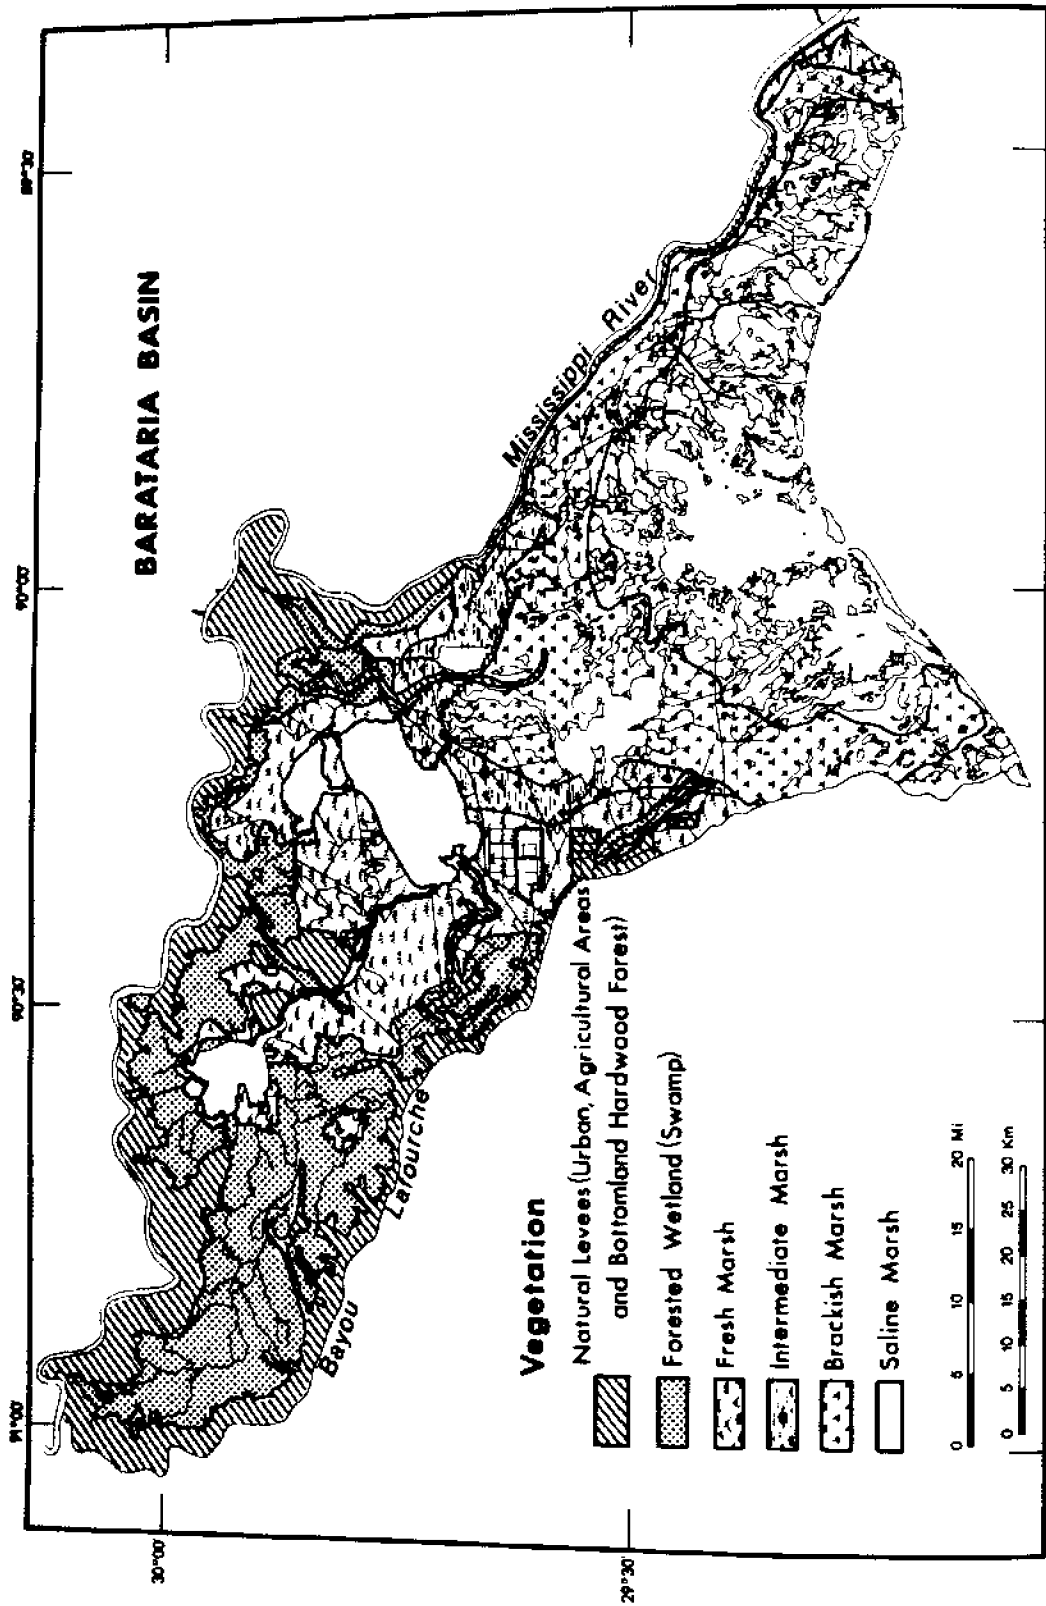 BARATARIA BASIN
91°00'
90°30'
90°00'
89°30'
30°00'
29°30'
Mississippi River
Bayou Lafourche
Vegetation
Natural Levees (Urban, Agricultural Areas
and Bottomland Hardwood Forest)
Forested Wetland (Swamp)
Fresh Marsh
Intermediate Marsh
Brackish Marsh
Saline Marsh
0 5 10 15 20 Mi
0 5 10 15 20 25 30 Km